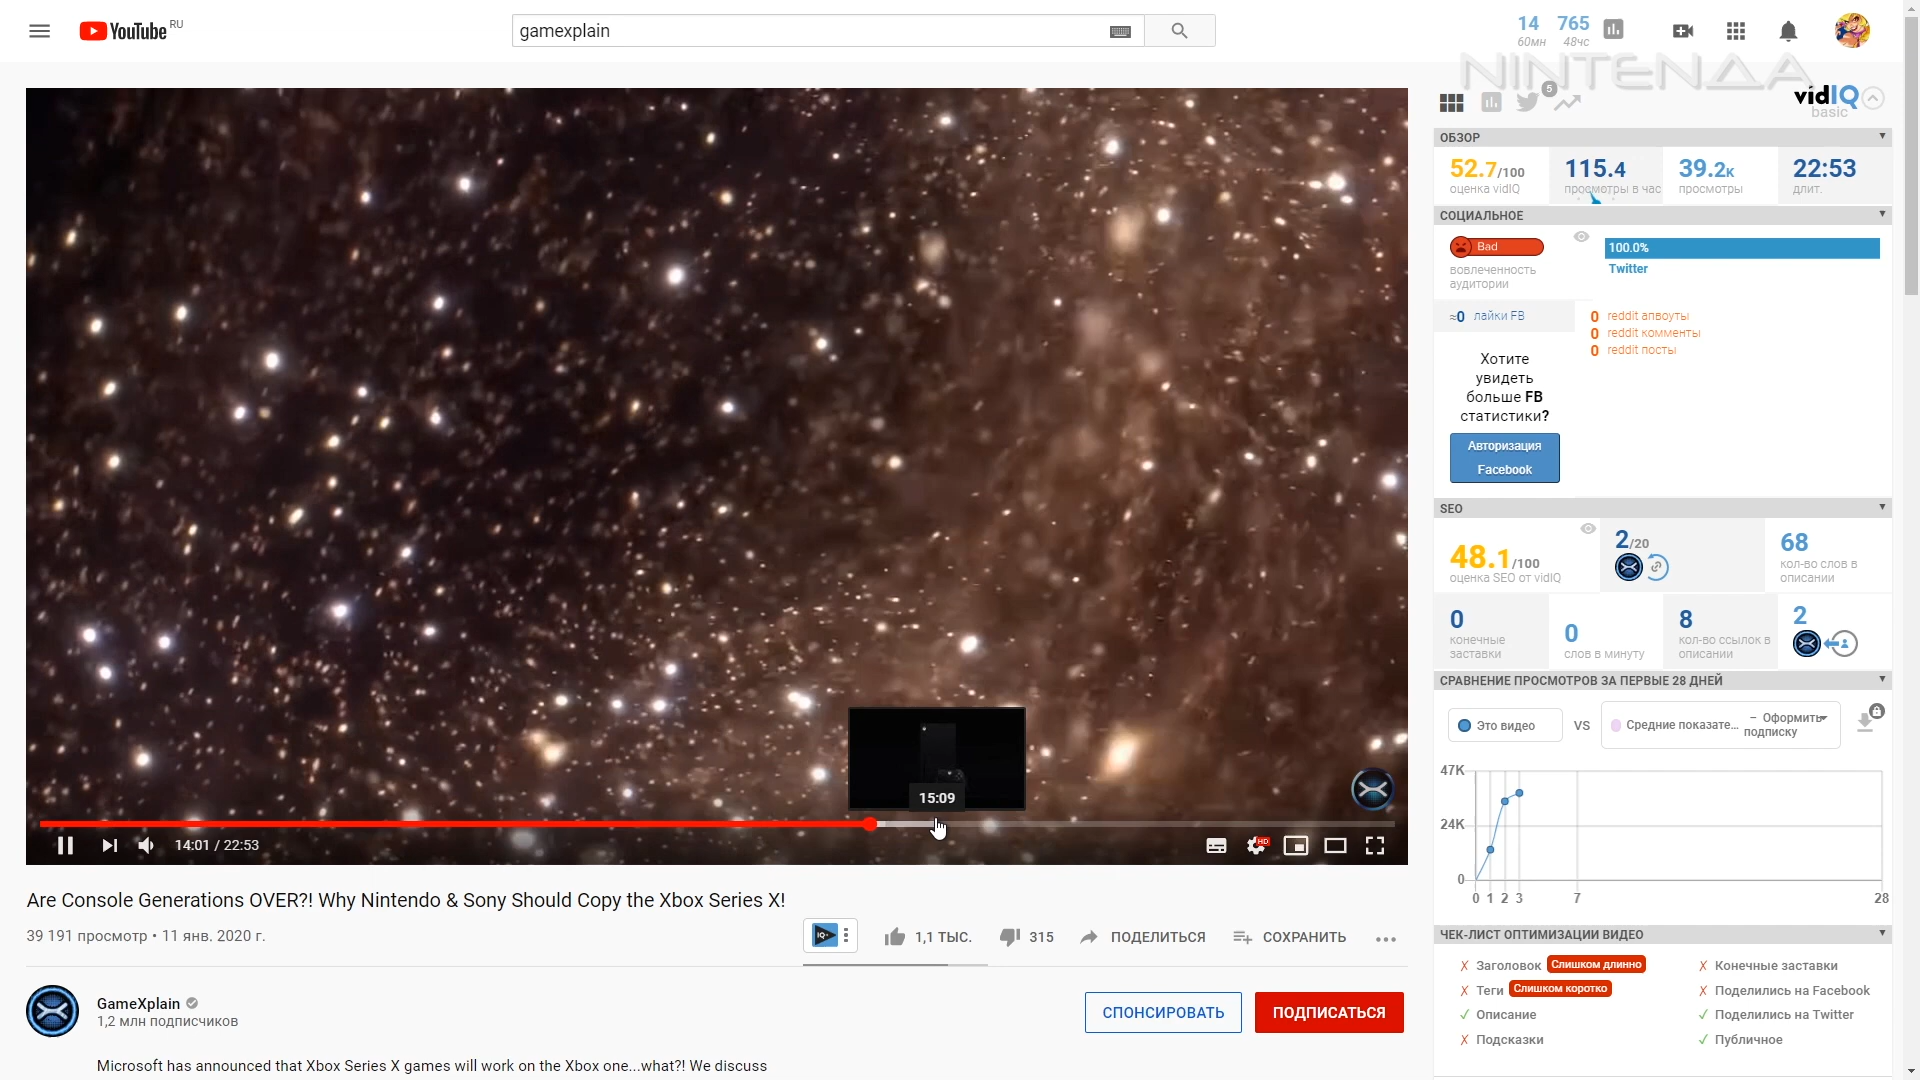 YouTube RU
gamexplain
14 765
60мн 48чс
NINTENДА
5
vidIQ
basic
ОБЗОР
52.7/100 115.4 39.2к 22:53
оценка vidIQ просмотры в час просмотры длит.
СОЦИАЛЬНОЕ
Bad
вовлеченность
аудитории
100.0%
Twitter
≈0 лайки FB
0 reddit апвоуты
0 reddit комменты
0 reddit посты
Хотите
увидеть
больше FB
статистики?
Авторизация
Facebook
SEO
48.1/100
оценка SEO от vidIQ
2/20
68
кол-во слов в
описании
0
конечные
заставки
0
слов в минуту
8
кол-во ссылок в
описании
2
СРАВНЕНИЕ ПРОСМОТРОВ ЗА ПЕРВЫЕ 28 ДНЕЙ
Это видео VS Средние показате... – Оформить
подписку
47K
24K
0
0 1 2 3 7 28
ЧЕК-ЛИСТ ОПТИМИЗАЦИИ ВИДЕО
✗ Заголовок Слишком длинно
✗ Теги Слишком коротко
✓ Описание
✗ Подсказки
✗ Конечные заставки
✗ Поделились на Facebook
✓ Поделились на Twitter
✓ Публичное
15:09
14:01 / 22:53
HD
Are Console Generations OVER?! Why Nintendo & Sony Should Copy the Xbox Series X!
39 191 просмотр • 11 янв. 2020 г.
IQ
1,1 ТЫС. 315 ПОДЕЛИТЬСЯ СОХРАНИТЬ
GameXplain
1,2 млн подписчиков
СПОНСИРОВАТЬ ПОДПИСАТЬСЯ
Microsoft has announced that Xbox Series X games will work on the Xbox one...what?! We discuss